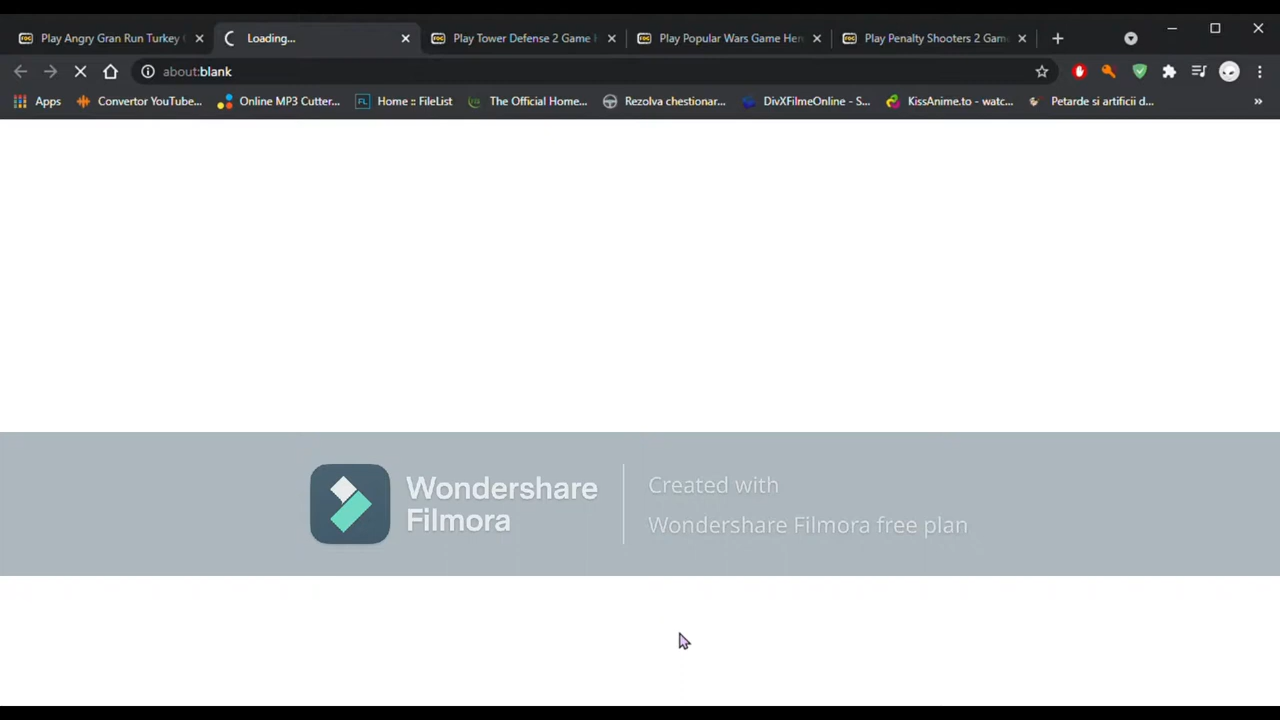 Play Angry Gran Run Turkey
Loading...
Play Tower Defense 2 Game
Play Popular Wars Game Her
Play Penalty Shooters 2 Gam
about:blank
Apps
Convertor YouTube...
Online MP3 Cutter...
FL
Home :: FileList
The Official Home...
Rezolva chestionar...
DivXFilmeOnline - S...
KissAnime.to - watc...
Petarde si artificii d...
»
Wondershare
Filmora
Created with
Wondershare Filmora free plan